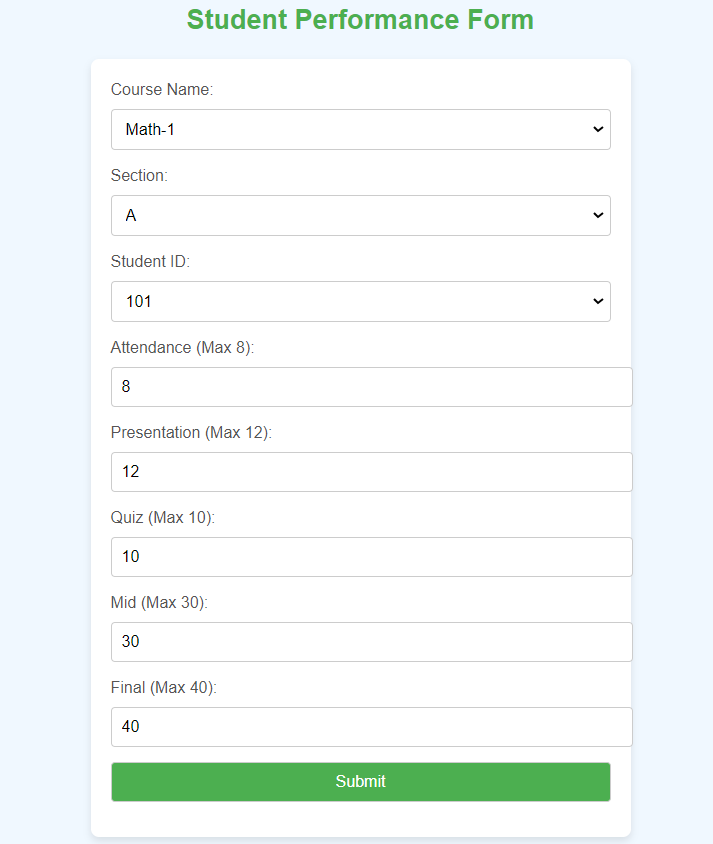 Student Performance Form
Course Name:
Math-1
Section:
A
Student ID:
101
Attendance (Max 8):
8
Presentation (Max 12):
12
Quiz (Max 10):
10
Mid (Max 30):
30
Final (Max 40):
40
Submit